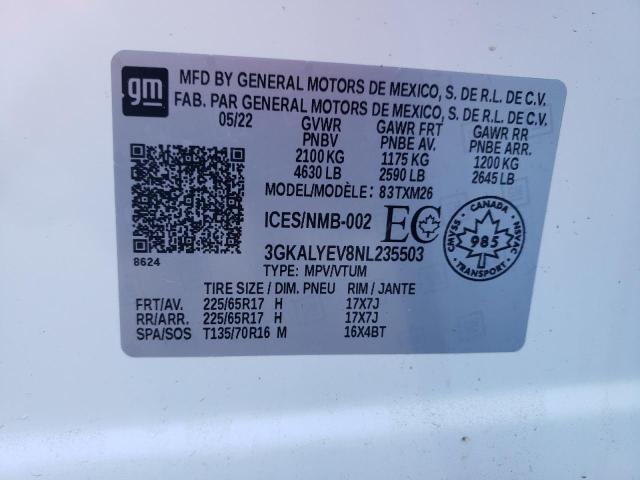 gm
MFD BY GENERAL MOTORS DE MEXICO, S. DE R.L. DE C.V.
FAB. PAR GENERAL MOTORS DE MEXICO, S. DE R.L. DE C.V.
05/22 GVWR GAWR FRT GAWR RR
PNBV PNBE AV. PNBE ARR.
2100 KG 1175 KG 1200 KG
4630 LB 2590 LB 2645 LB
MODEL/MODÈLE: 83TXM26
ICES/NMB-002 EC
CANADA
CMVSS 985 NSVAC
TRANSPORT
8624
3GKALYEV8NL235503
TYPE: MPV/VTUM
TIRE SIZE / DIM. PNEU RIM / JANTE
FRT/AV. 225/65R17 H 17X7J
RR/ARR. 225/65R17 H 17X7J
SPA/SOS T135/70R16 M 16X4BT